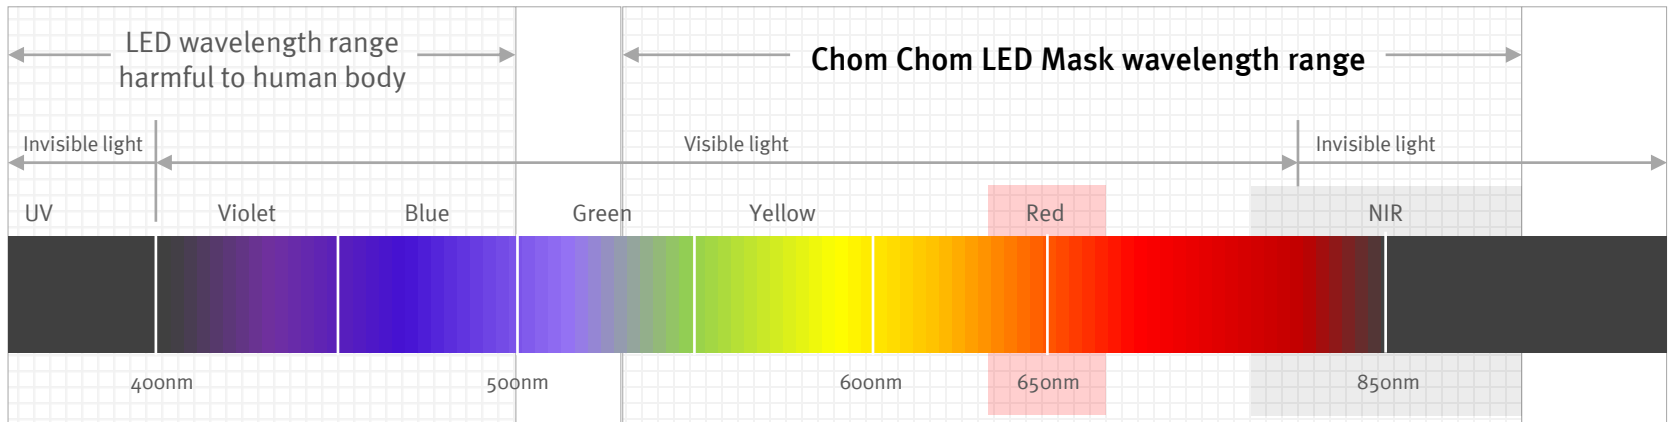 LED wavelength range
harmful to human body
Chom Chom LED Mask wavelength range
Invisible light
Visible light
Invisible light
UV
Violet
Blue
Green
Yellow
Red
NIR
400nm
500nm
600nm
650nm
850nm